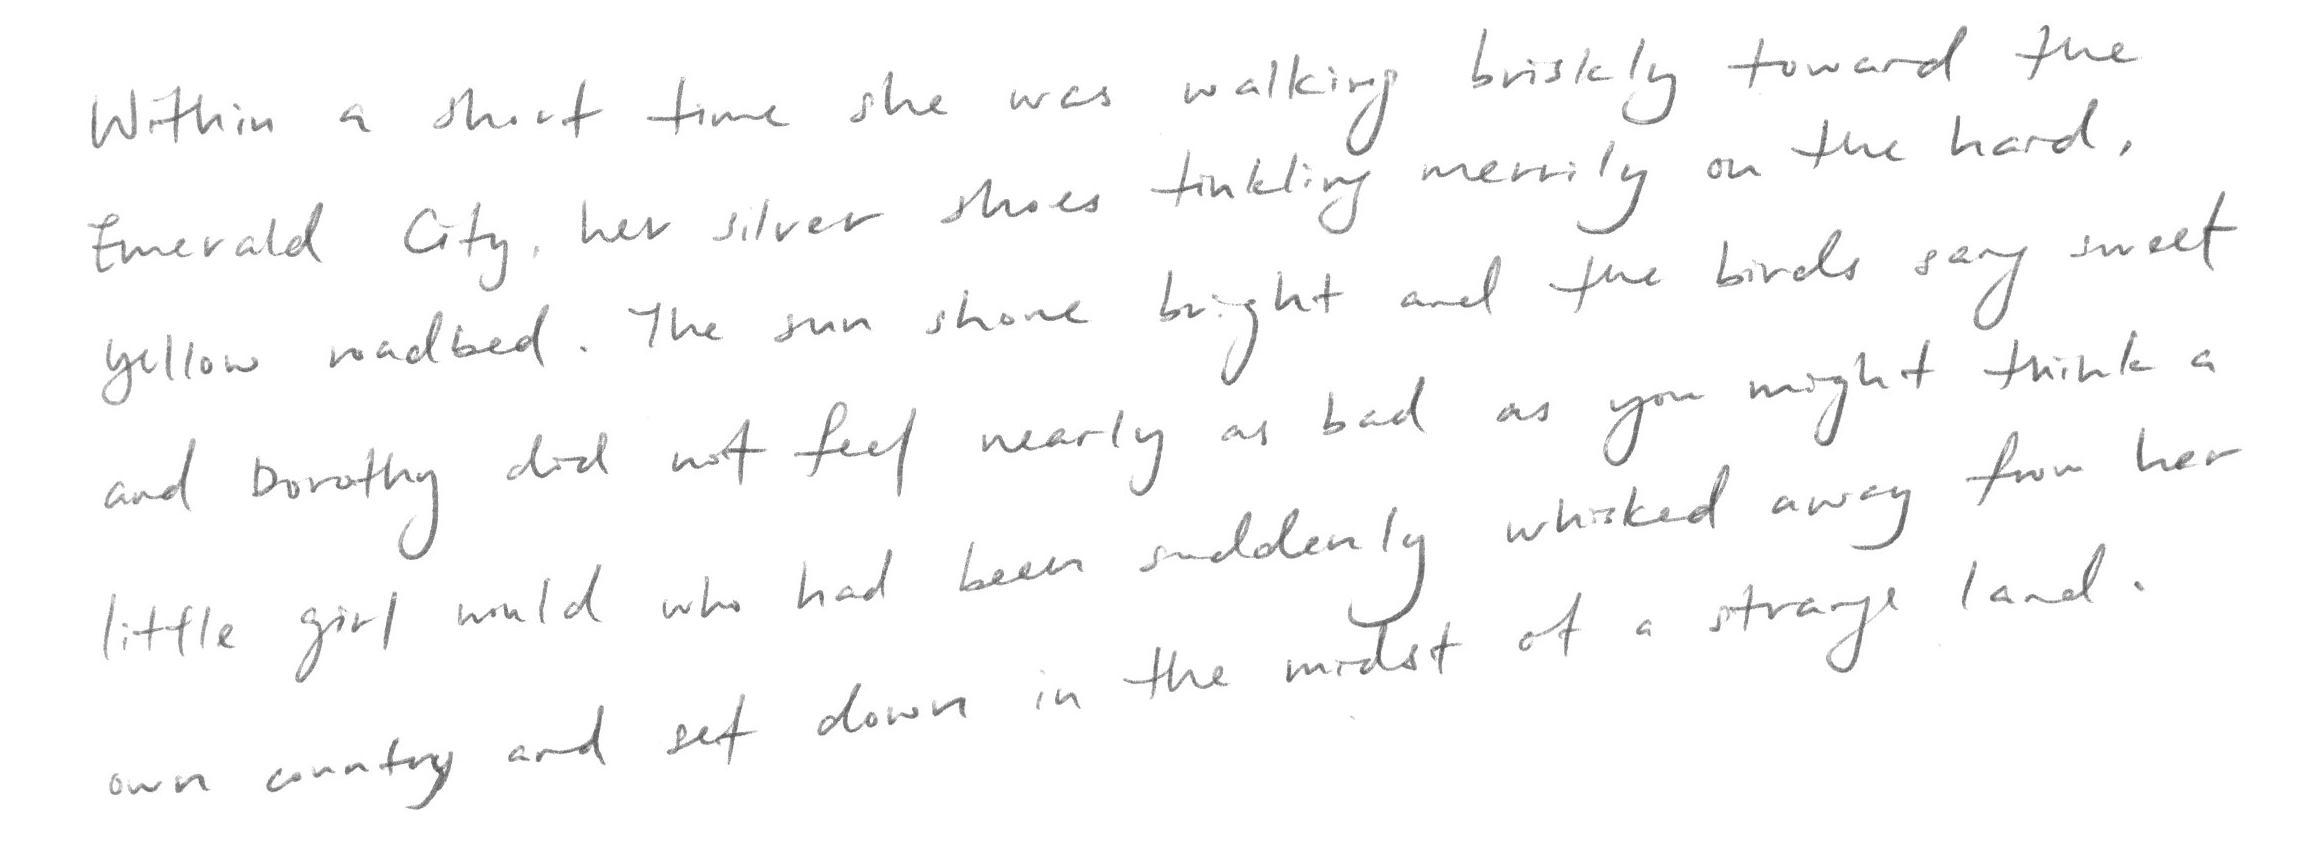 Within a short time she was walking briskly toward the
Emerald City, her silver shoes tinkling merrily on the hard,
yellow roadbed. The sun shone bright and the birds sang sweet
and Dorothy did not feel nearly as bad as you might think a
little girl would who had been suddenly whisked away from her
own country and set down in the midst of a strange land.